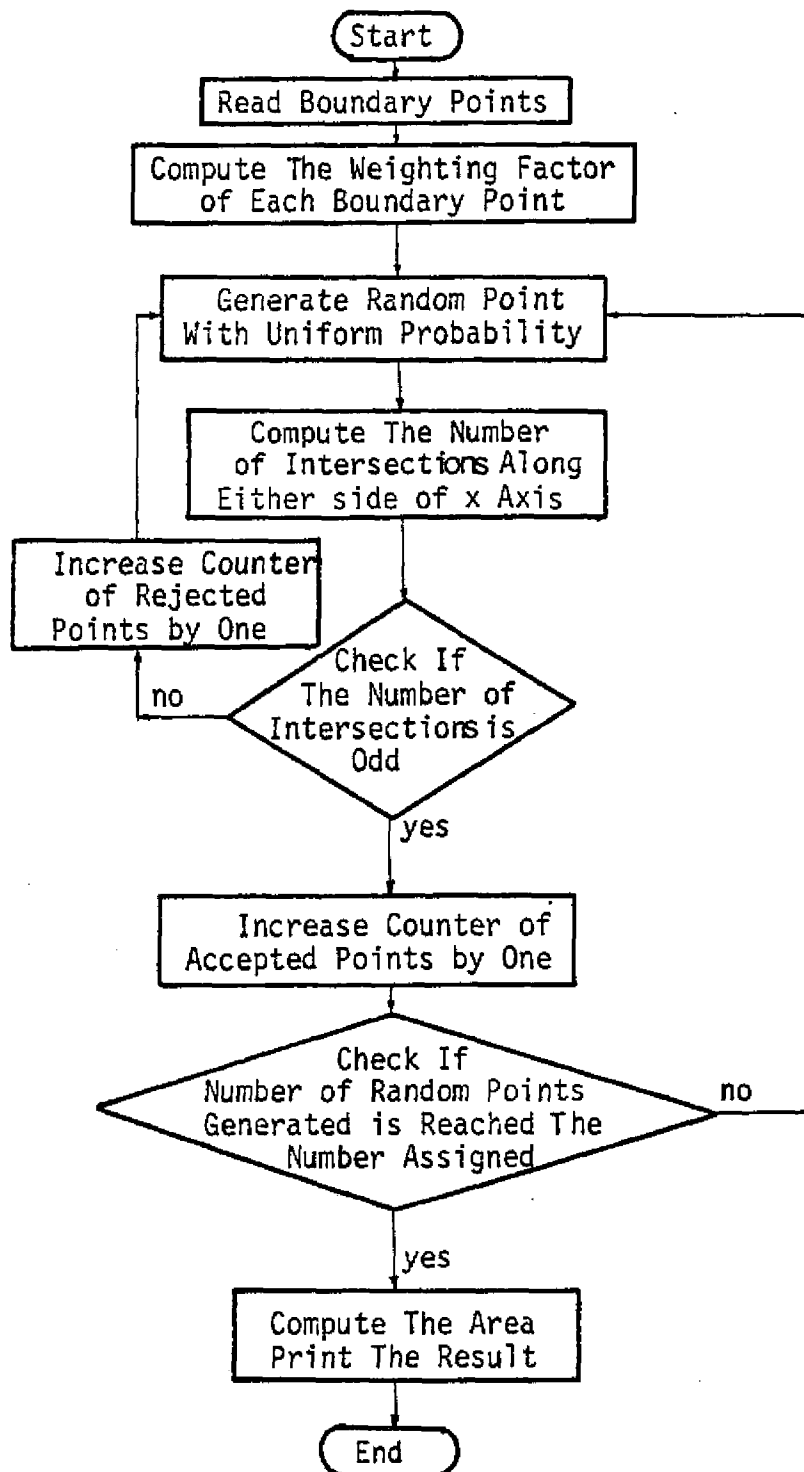 Start
Read Boundary Points
Compute The Weighting Factor
of Each Boundary Point
Generate Random Point
With Uniform Probability
Compute The Number
of Intersections Along
Either side of x Axis
Increase Counter
of Rejected
Points by One
Check If
The Number of
Intersections is
Odd
no
yes
Increase Counter of
Accepted Points by One
Check If
Number of Random Points
Generated is Reached The
Number Assigned
no
yes
Compute The Area
Print The Result
End